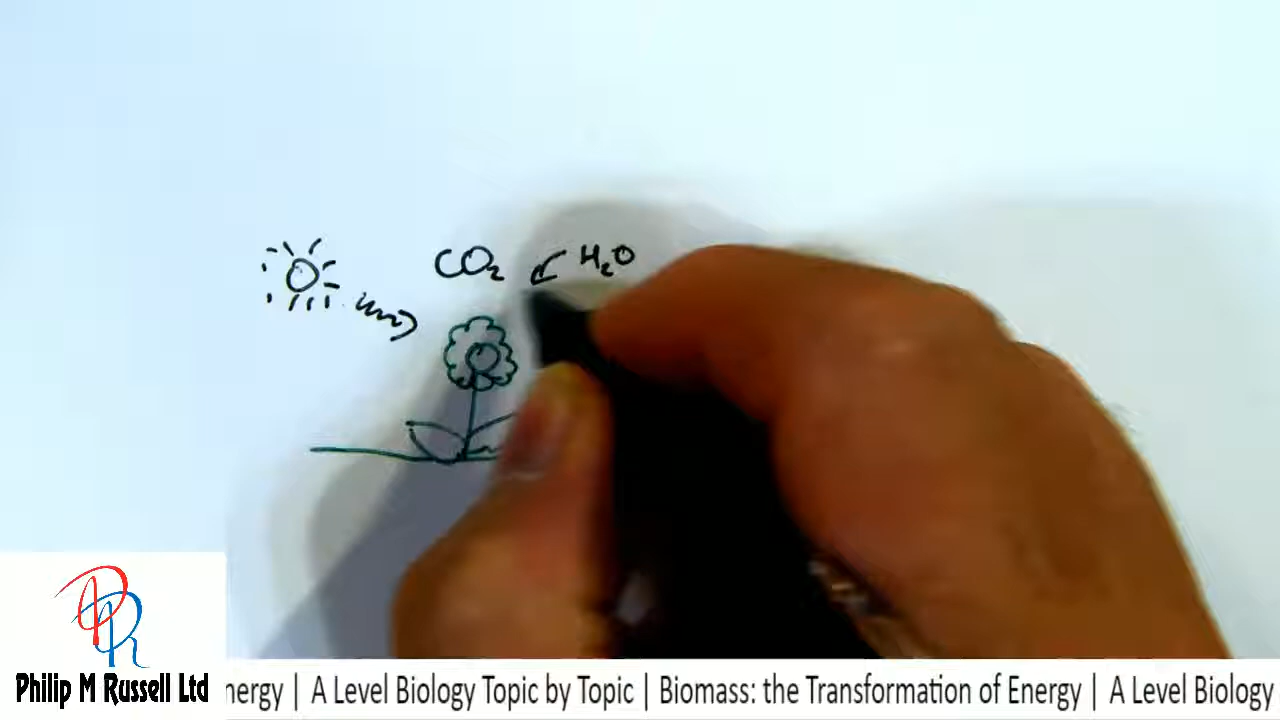 CO₂ H₂O
Philip M Russell Ltd
nergy | A Level Biology Topic by Topic | Biomass: the Transformation of Energy | A Level Biology